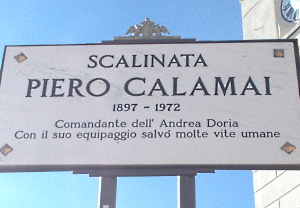 SCALINATA
PIERO CALAMAI
1897 - 1972
Comandante dell' Andrea Doria
Con il suo equipaggio salvò molte vite umane